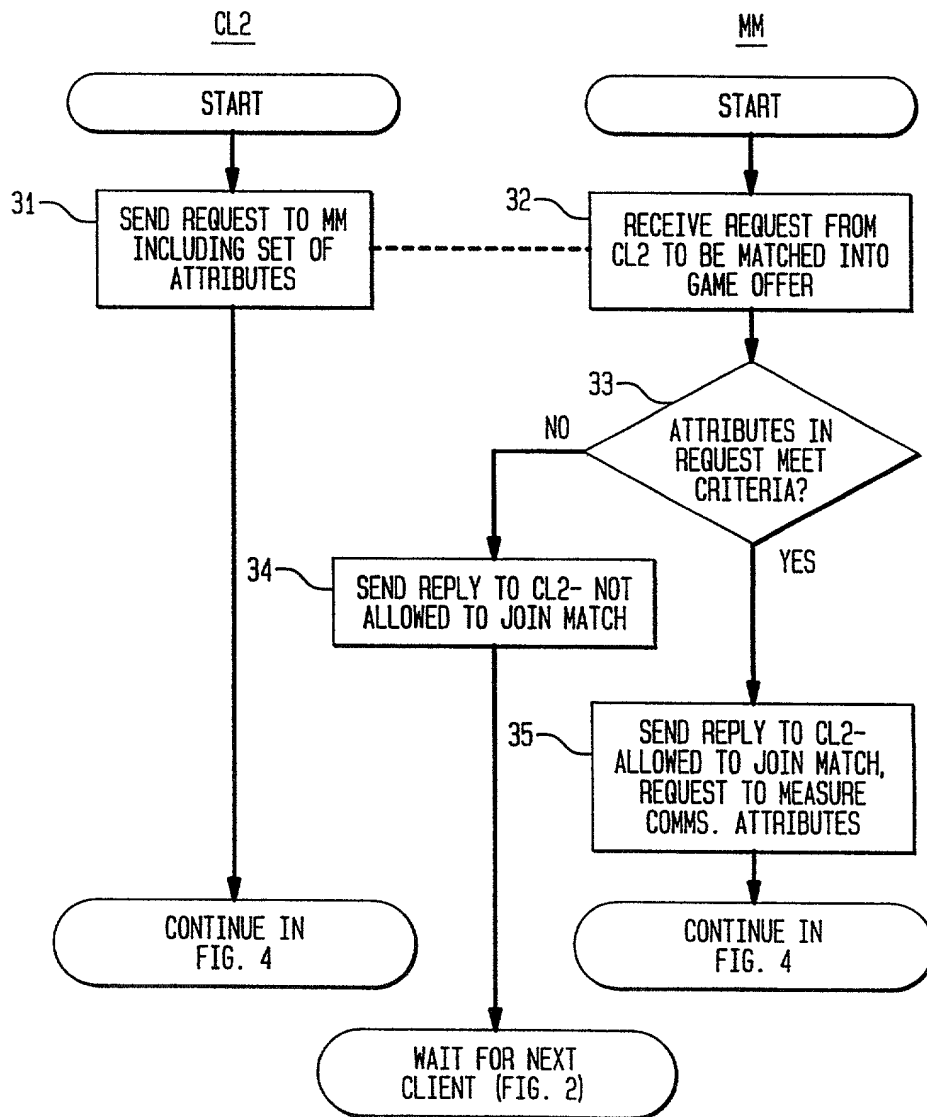 CL2
MM
START
START
31
SEND REQUEST TO MM
INCLUDING SET OF
ATTRIBUTES
32
RECEIVE REQUEST FROM
CL2 TO BE MATCHED INTO
GAME OFFER
33
ATTRIBUTES IN
REQUEST MEET
CRITERIA?
NO
YES
34
SEND REPLY TO CL2- NOT
ALLOWED TO JOIN MATCH
35
SEND REPLY TO CL2-
ALLOWED TO JOIN MATCH,
REQUEST TO MEASURE
COMMS. ATTRIBUTES
CONTINUE IN
FIG. 4
CONTINUE IN
FIG. 4
WAIT FOR NEXT
CLIENT (FIG. 2)